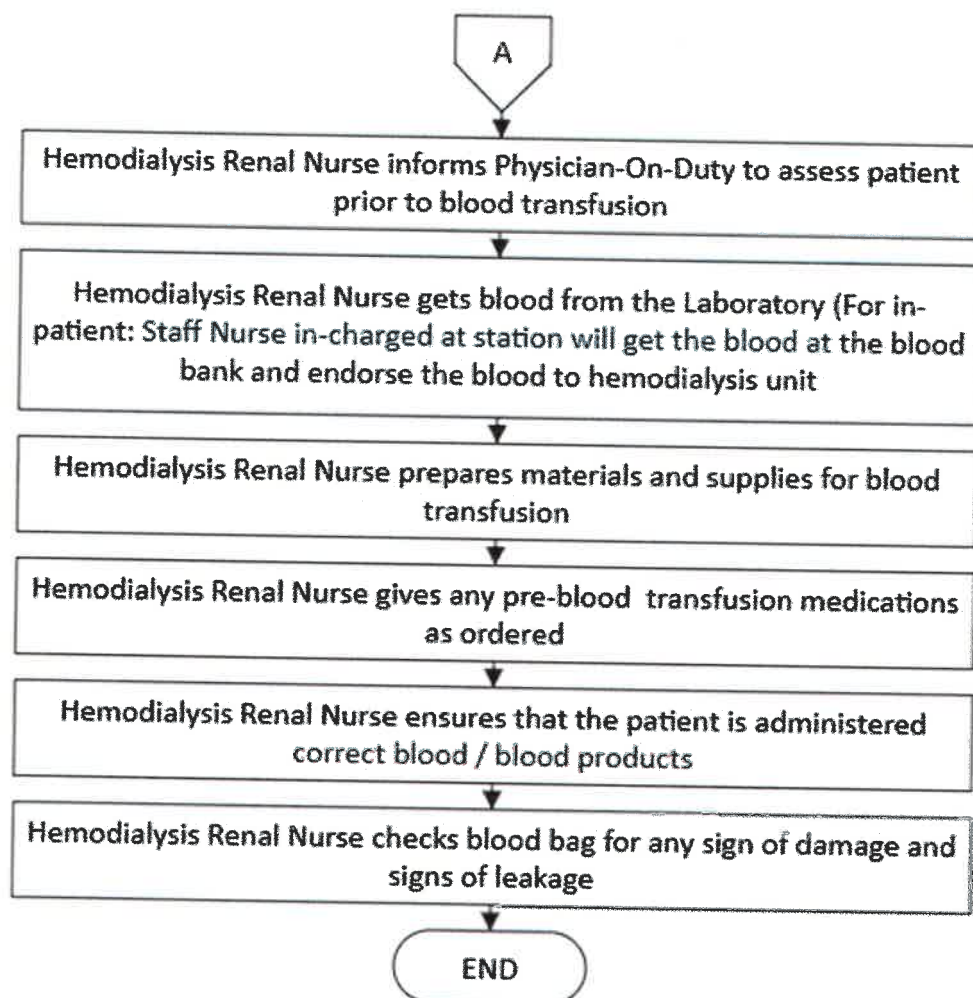 A
Hemodialysis Renal Nurse informs Physician-On-Duty to assess patient
prior to blood transfusion
Hemodialysis Renal Nurse gets blood from the Laboratory (For in-
patient: Staff Nurse in-charged at station will get the blood at the blood
bank and endorse the blood to hemodialysis unit
Hemodialysis Renal Nurse prepares materials and supplies for blood
transfusion
Hemodialysis Renal Nurse gives any pre-blood transfusion medications
as ordered
Hemodialysis Renal Nurse ensures that the patient is administered
correct blood / blood products
Hemodialysis Renal Nurse checks blood bag for any sign of damage and
signs of leakage
END